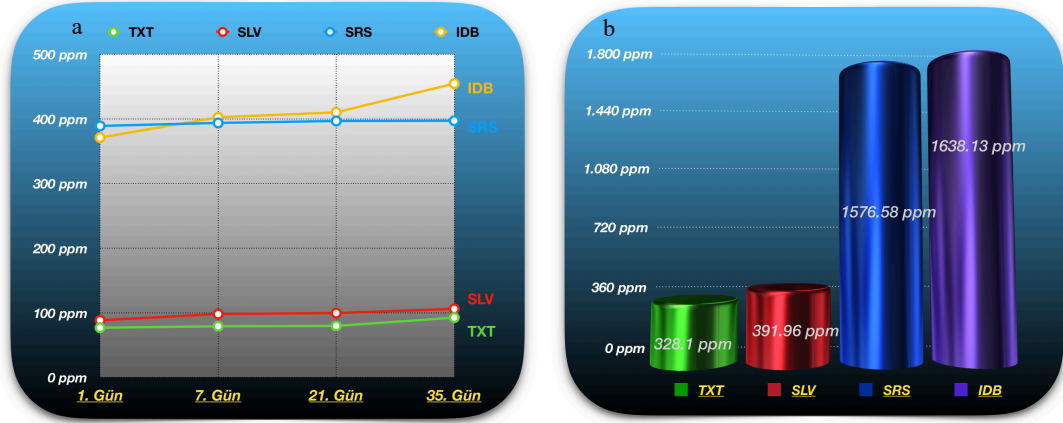 a
TXT SLV SRS IDB
500 ppm
400 ppm
300 ppm
200 ppm
100 ppm
0 ppm
IDB
SRS
SLV
TXT
1. Gün 7. Gün 21. Gün 35. Gün
b
1.800 ppm
1.440 ppm
1.080 ppm
720 ppm
360 ppm
0 ppm
328.1 ppm
391.96 ppm
1576.58 ppm
1638.13 ppm
TXT SLV SRS IDB